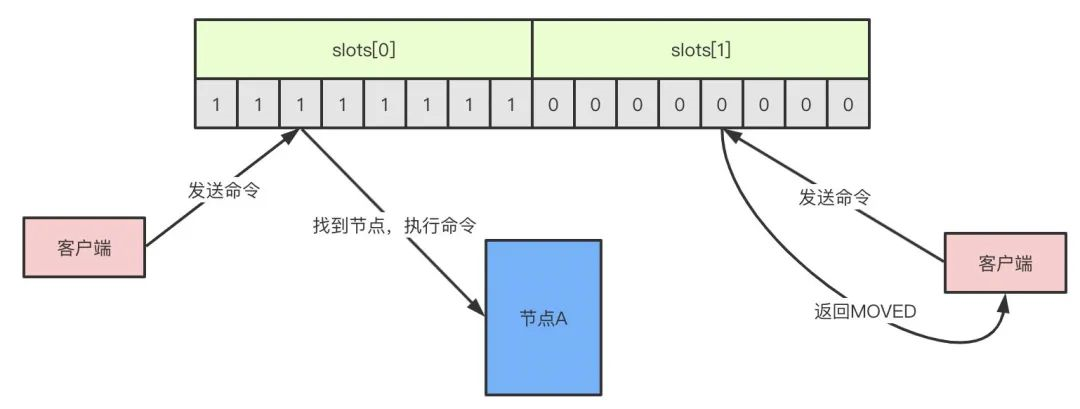 slots[0] slots[1]
1 1 1 1 1 1 1 1 0 0 0 0 0 0 0 0
发送命令
发送命令
找到节点，执行命令
客户端
客户端
返回MOVED
节点A